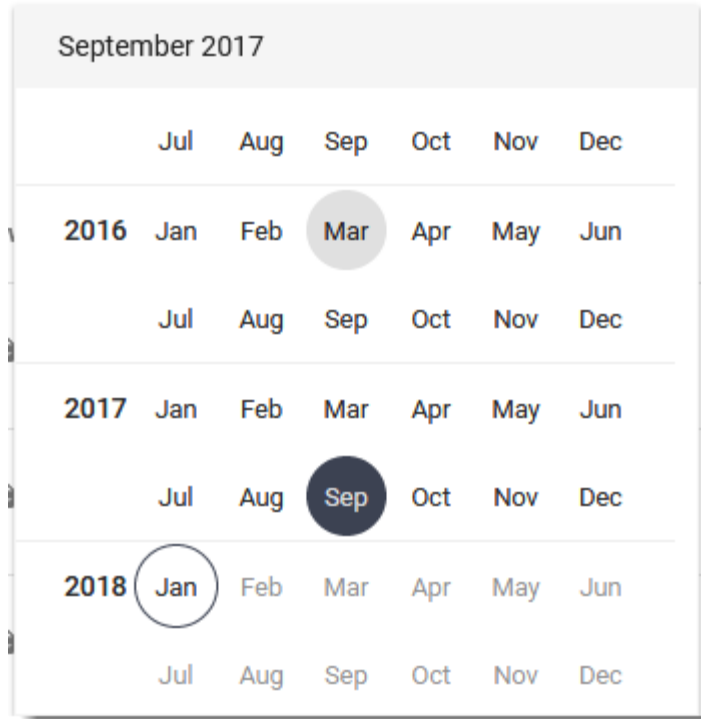 September 2017
Jul Aug Sep Oct Nov Dec
2016 Jan Feb Mar Apr May Jun
Jul Aug Sep Oct Nov Dec
2017 Jan Feb Mar Apr May Jun
Jul Aug Sep Oct Nov Dec
2018 Jan Feb Mar Apr May Jun
Jul Aug Sep Oct Nov Dec